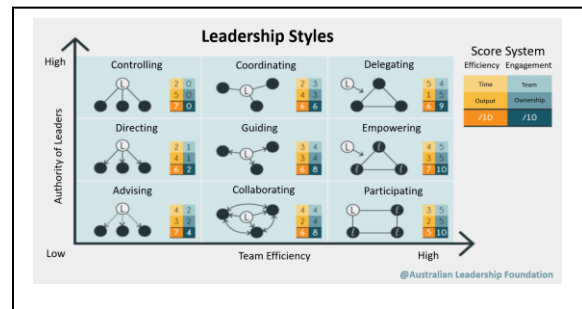 Leadership Styles
High
Authority of Leaders
Low
Team Efficiency
High
Controlling
L
2 0
5 0
7 0
Coordinating
L
2 3
4 3
6 6
Delegating
L
5 4
1 5
6 9
Directing
L
2 1
4 1
6 2
Guiding
L
3 4
3 4
6 8
Empowering
L
4 5
3 5
7 10
Advising
L
4 2
3 2
7 4
Collaborating
L
4 4
2 4
6 8
Participating
L
3 5
2 5
5 10
Score System
Efficiency Engagement
Time Team
Output Ownership
/10 /10
@Australian Leadership Foundation